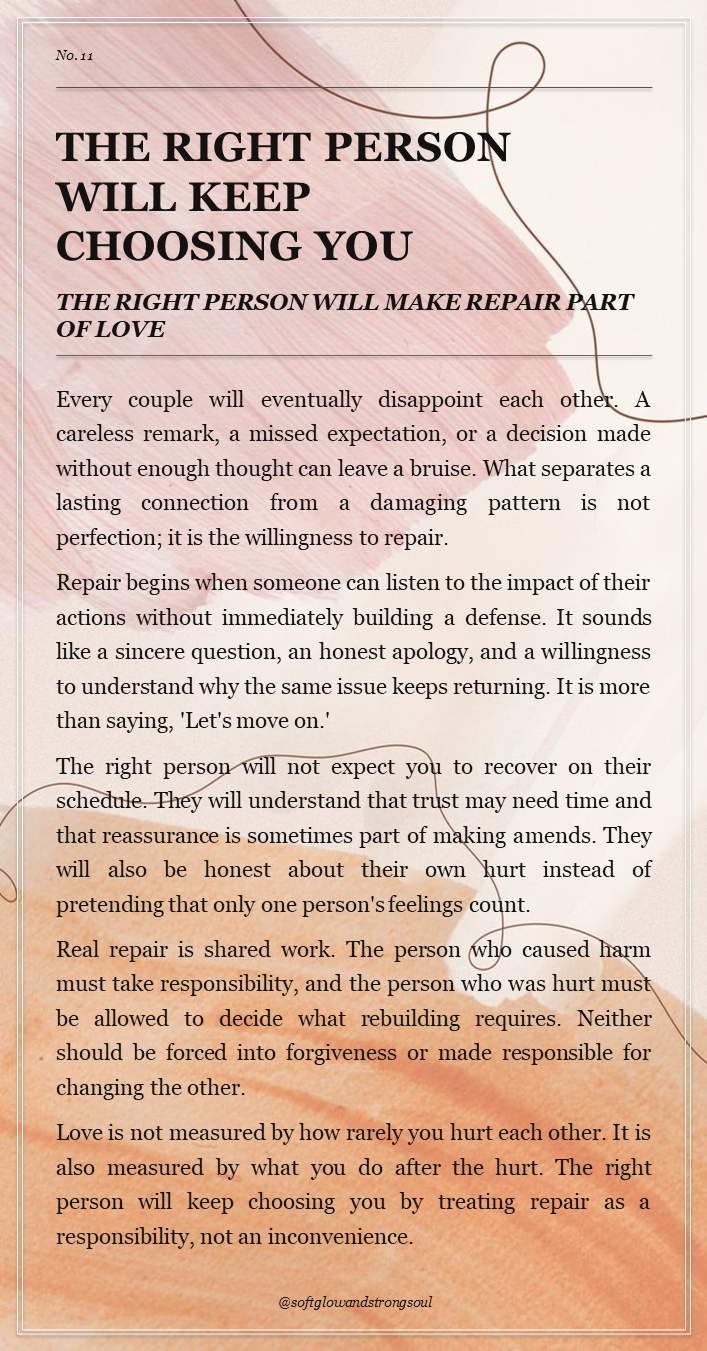 No. 11
THE RIGHT PERSON
WILL KEEP
CHOOSING YOU
THE RIGHT PERSON WILL MAKE REPAIR PART
OF LOVE
Every couple will eventually disappoint each other. A
careless remark, a missed expectation, or a decision made
without enough thought can leave a bruise. What separates a
lasting connection from a damaging pattern is not
perfection; it is the willingness to repair.
Repair begins when someone can listen to the impact of their
actions without immediately building a defense. It sounds
like a sincere question, an honest apology, and a willingness
to understand why the same issue keeps returning. It is more
than saying, 'Let's move on.'
The right person will not expect you to recover on their
schedule. They will understand that trust may need time and
that reassurance is sometimes part of making amends. They
will also be honest about their own hurt instead of
pretending that only one person's feelings count.
Real repair is shared work. The person who caused harm
must take responsibility, and the person who was hurt must
be allowed to decide what rebuilding requires. Neither
should be forced into forgiveness or made responsible for
changing the other.
Love is not measured by how rarely you hurt each other. It is
also measured by what you do after the hurt. The right
person will keep choosing you by treating repair as a
responsibility, not an inconvenience.
@softglowandstrongsoul